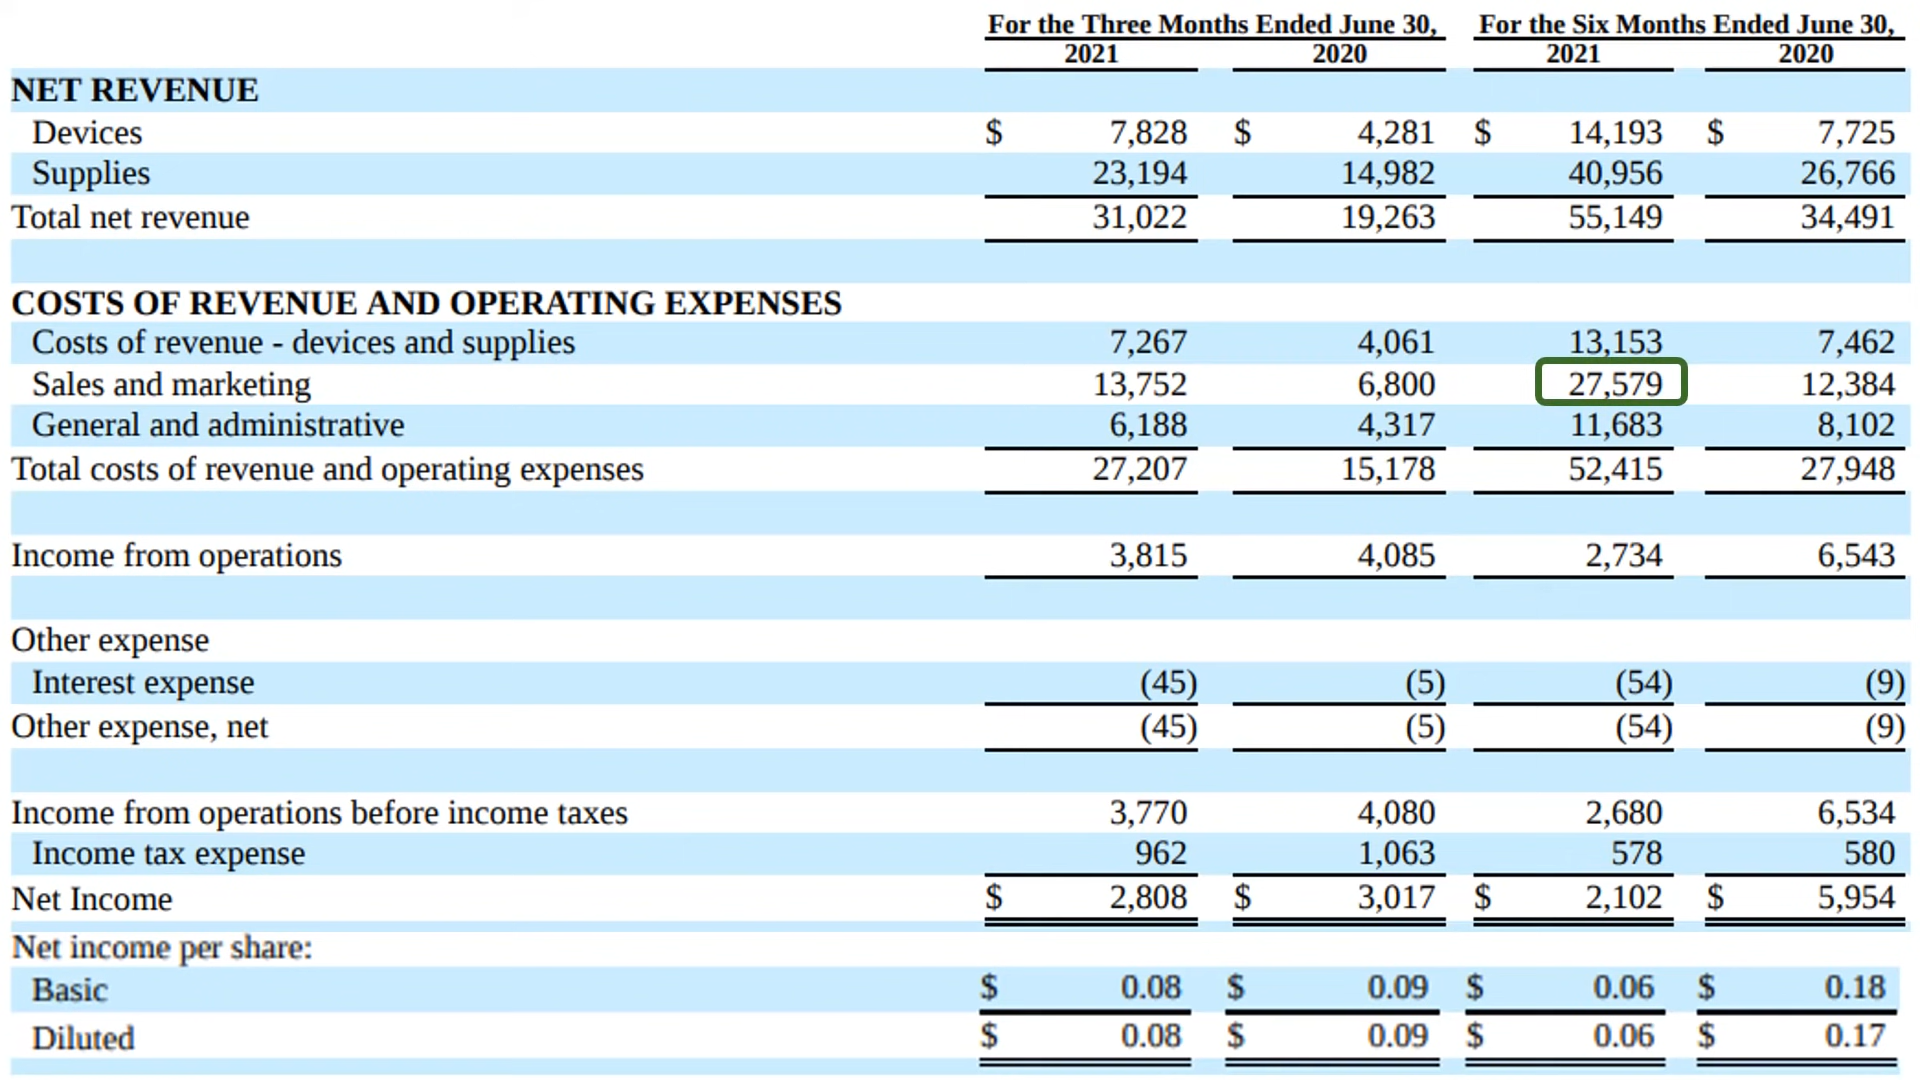 For the Three Months Ended June 30, For the Six Months Ended June 30,
2021 2020 2021 2020
NET REVENUE
Devices $ 7,828 $ 4,281 $ 14,193 $ 7,725
Supplies 23,194 14,982 40,956 26,766
Total net revenue 31,022 19,263 55,149 34,491
COSTS OF REVENUE AND OPERATING EXPENSES
Costs of revenue - devices and supplies 7,267 4,061 13,153 7,462
Sales and marketing 13,752 6,800 27,579 12,384
General and administrative 6,188 4,317 11,683 8,102
Total costs of revenue and operating expenses 27,207 15,178 52,415 27,948
Income from operations 3,815 4,085 2,734 6,543
Other expense
Interest expense (45) (5) (54) (9)
Other expense, net (45) (5) (54) (9)
Income from operations before income taxes 3,770 4,080 2,680 6,534
Income tax expense 962 1,063 578 580
Net Income $ 2,808 $ 3,017 $ 2,102 $ 5,954
Net income per share:
Basic $ 0.08 $ 0.09 $ 0.06 $ 0.18
Diluted $ 0.08 $ 0.09 $ 0.06 $ 0.17